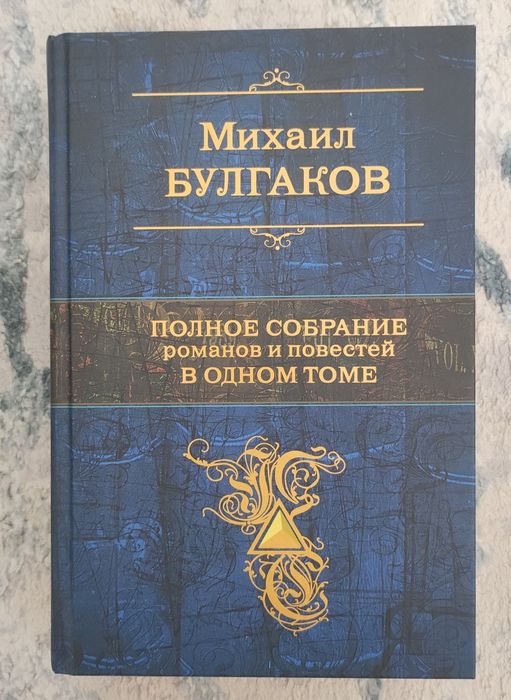 Михаил
БУЛГАКОВ
ПОЛНОЕ СОБРАНИЕ
романов и повестей
В ОДНОМ ТОМЕ